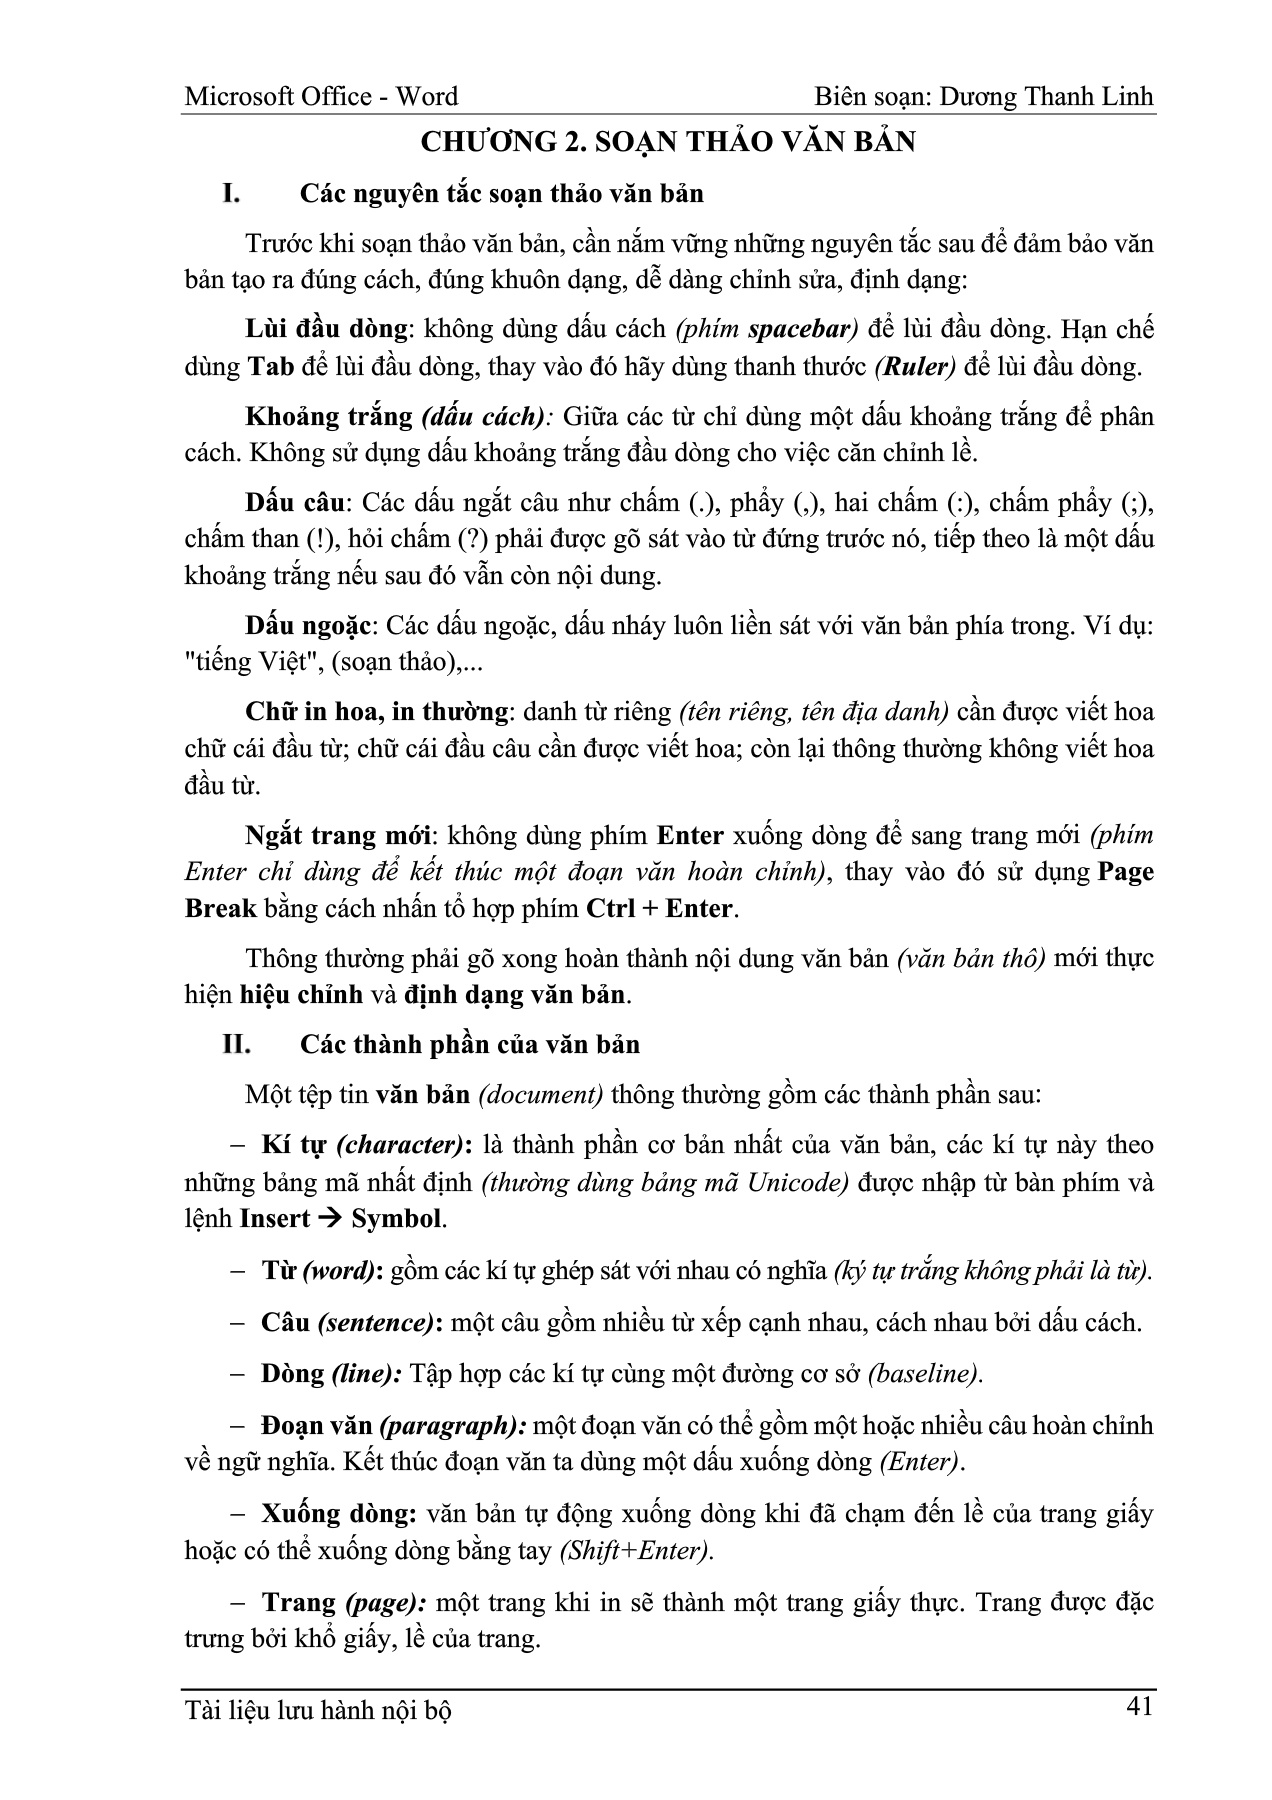 Microsoft Office - Word Biên soạn: Dương Thanh Linh
CHƯƠNG 2. SOẠN THẢO VĂN BẢN
I. Các nguyên tắc soạn thảo văn bản
Trước khi soạn thảo văn bản, cần nắm vững những nguyên tắc sau để đảm bảo văn
bản tạo ra đúng cách, đúng khuôn dạng, dễ dàng chỉnh sửa, định dạng:
Lùi đầu dòng: không dùng dấu cách (phím spacebar) để lùi đầu dòng. Hạn chế
dùng Tab để lùi đầu dòng, thay vào đó hãy dùng thanh thước (Ruler) để lùi đầu dòng.
Khoảng trắng (dấu cách): Giữa các từ chỉ dùng một dấu khoảng trắng để phân
cách. Không sử dụng dấu khoảng trắng đầu dòng cho việc căn chỉnh lề.
Dấu câu: Các dấu ngắt câu như chấm (.), phẩy (,), hai chấm (:), chấm phẩy (;),
chấm than (!), hỏi chấm (?) phải được gõ sát vào từ đứng trước nó, tiếp theo là một dấu
khoảng trắng nếu sau đó vẫn còn nội dung.
Dấu ngoặc: Các dấu ngoặc, dấu nháy luôn liền sát với văn bản phía trong. Ví dụ:
"tiếng Việt", (soạn thảo),...
Chữ in hoa, in thường: danh từ riêng (tên riêng, tên địa danh) cần được viết hoa
chữ cái đầu từ; chữ cái đầu câu cần được viết hoa; còn lại thông thường không viết hoa
đầu từ.
Ngắt trang mới: không dùng phím Enter xuống dòng để sang trang mới (phím
Enter chỉ dùng để kết thúc một đoạn văn hoàn chỉnh), thay vào đó sử dụng Page
Break bằng cách nhấn tổ hợp phím Ctrl + Enter.
Thông thường phải gõ xong hoàn thành nội dung văn bản (văn bản thô) mới thực
hiện hiệu chỉnh và định dạng văn bản.
II. Các thành phần của văn bản
Một tệp tin văn bản (document) thông thường gồm các thành phần sau:
– Kí tự (character): là thành phần cơ bản nhất của văn bản, các kí tự này theo
những bảng mã nhất định (thường dùng bảng mã Unicode) được nhập từ bàn phím và
lệnh Insert → Symbol.
– Từ (word): gồm các kí tự ghép sát với nhau có nghĩa (ký tự trắng không phải là từ).
– Câu (sentence): một câu gồm nhiều từ xếp cạnh nhau, cách nhau bởi dấu cách.
– Dòng (line): Tập hợp các kí tự cùng một đường cơ sở (baseline).
– Đoạn văn (paragraph): một đoạn văn có thể gồm một hoặc nhiều câu hoàn chỉnh
về ngữ nghĩa. Kết thúc đoạn văn ta dùng một dấu xuống dòng (Enter).
– Xuống dòng: văn bản tự động xuống dòng khi đã chạm đến lề của trang giấy
hoặc có thể xuống dòng bằng tay (Shift+Enter).
– Trang (page): một trang khi in sẽ thành một trang giấy thực. Trang được đặc
trưng bởi khổ giấy, lề của trang.
Tài liệu lưu hành nội bộ 41